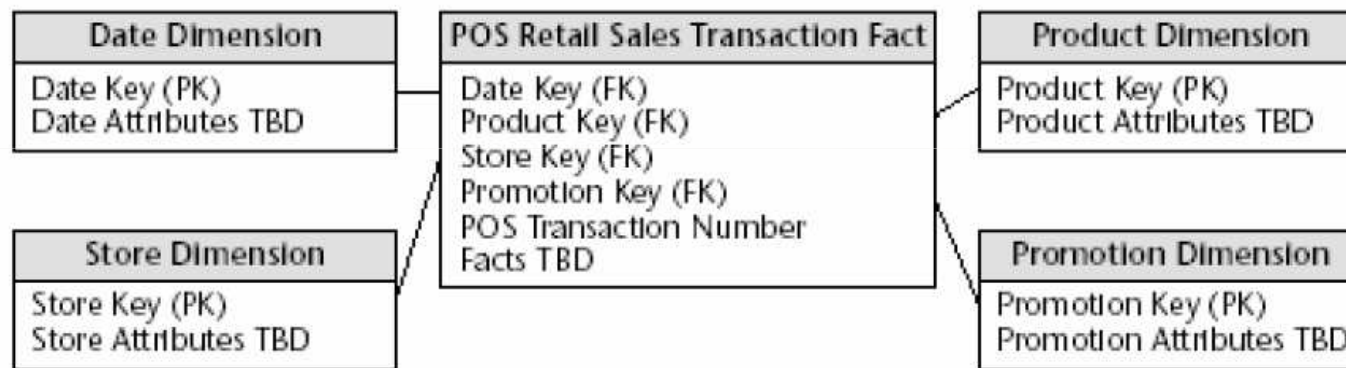 Date Dimension
Date Key (PK)
Date Attributes TBD
POS Retail Sales Transaction Fact
Date Key (FK)
Product Key (FK)
Store Key (FK)
Promotion Key (FK)
POS Transaction Number
Facts TBD
Product Dimension
Product Key (PK)
Product Attributes TBD
Store Dimension
Store Key (PK)
Store Attributes TBD
Promotion Dimension
Promotion Key (PK)
Promotion Attributes TBD